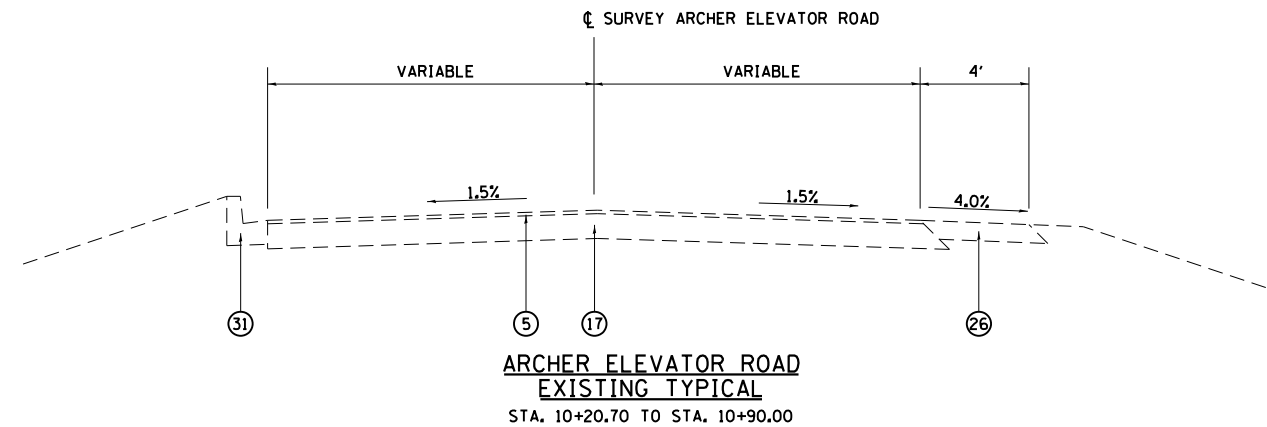 ℄ SURVEY ARCHER ELEVATOR ROAD
VARIABLE VARIABLE 4'
1.5% 1.5% 4.0%
31 5 17 26
ARCHER ELEVATOR ROAD
EXISTING TYPICAL
STA. 10+20.70 TO STA. 10+90.00